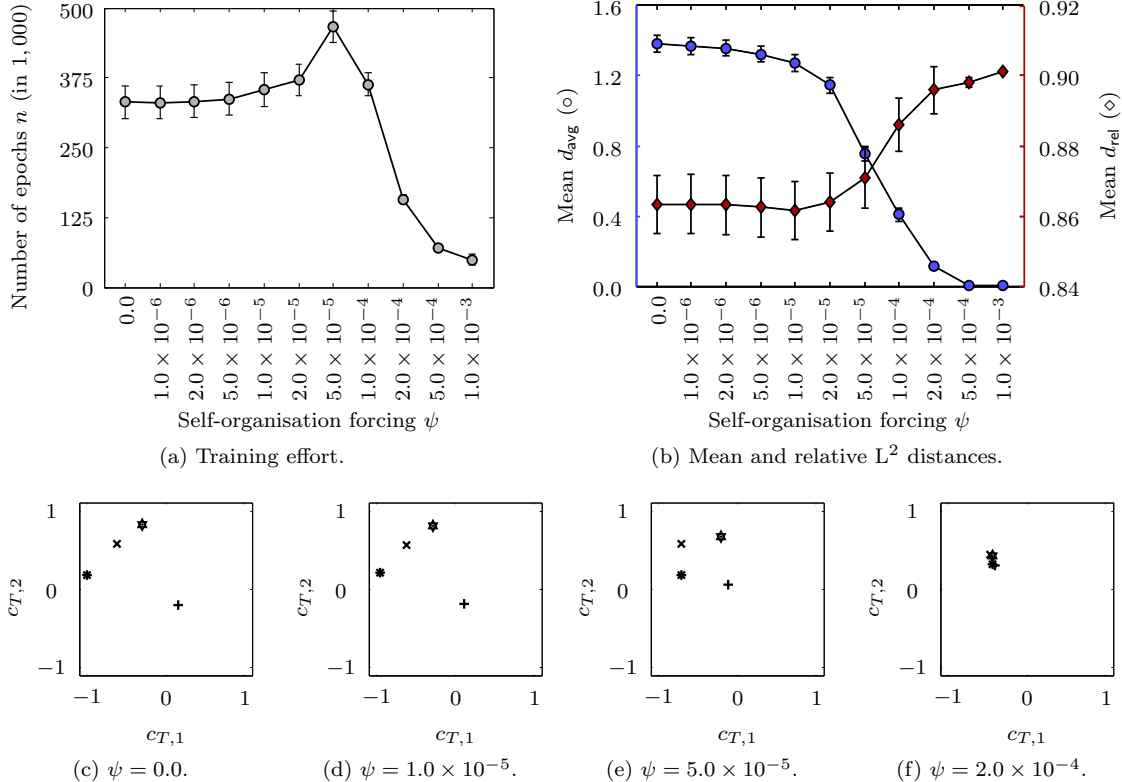 500
375
250
125
0
Number of epochs n (in 1,000)
0.0
1.0 × 10−6
2.0 × 10−6
5.0 × 10−6
1.0 × 10−5
2.0 × 10−5
5.0 × 10−5
1.0 × 10−4
2.0 × 10−4
5.0 × 10−4
1.0 × 10−3
Self-organisation forcing ψ
(a) Training effort.
1.6
1.2
0.8
0.4
0.0
Mean davg (○)
0.92
0.90
0.88
0.86
0.84
Mean drel (◇)
0.0
1.0 × 10−6
2.0 × 10−6
5.0 × 10−6
1.0 × 10−5
2.0 × 10−5
5.0 × 10−5
1.0 × 10−4
2.0 × 10−4
5.0 × 10−4
1.0 × 10−3
Self-organisation forcing ψ
(b) Mean and relative L2 distances.
1
0
−1
cT,2
−1 0 1
cT,1
(c) ψ = 0.0.
1
0
−1
cT,2
−1 0 1
cT,1
(d) ψ = 1.0 × 10−5.
1
0
−1
cT,2
−1 0 1
cT,1
(e) ψ = 5.0 × 10−5.
1
0
−1
cT,2
−1 0 1
cT,1
(f) ψ = 2.0 × 10−4.